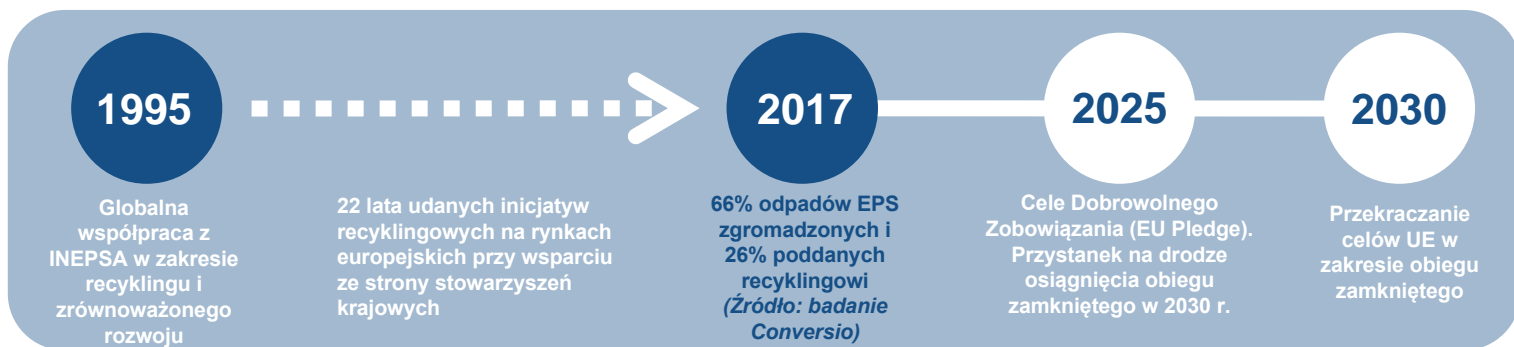 1995
Globalna
współpraca z
INEPSA w zakresie
recyklingu i
zrównoważonego
rozwoju
22 lata udanych inicjatyw
recyklingowych na rynkach
europejskich przy wsparciu
ze strony stowarzyszeń
krajowych
2017
66% odpadów EPS
zgromadzonych i
26% poddanych
recyklingowi
(Źródło: badanie
Conversio)
2025
Cele Dobrowolnego
Zobowiązania (EU Pledge).
Przystanek na drodze
osiągnięcia obiegu
zamkniętego w 2030 r.
2030
Przekraczanie
celów UE w
zakresie obiegu
zamkniętego